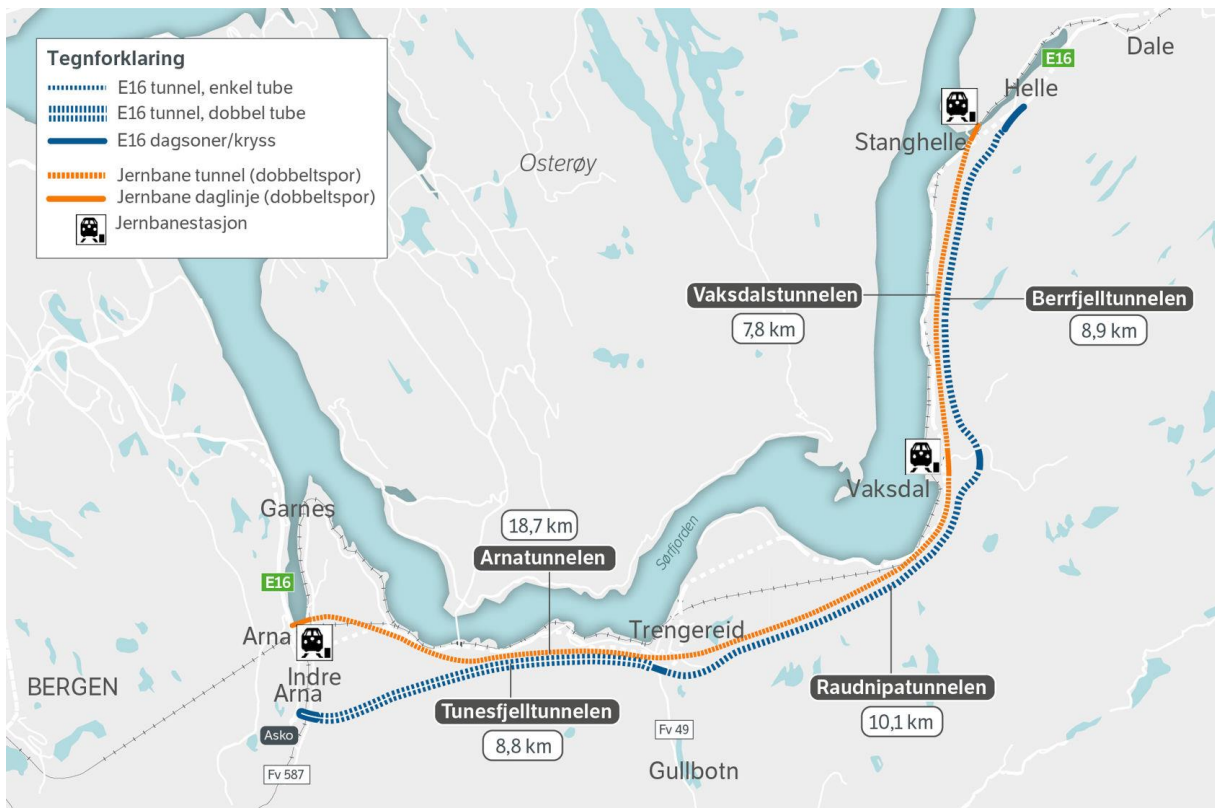 Tegnforklaring
E16 tunnel, enkel tube
E16 tunnel, dobbel tube
E16 dagsoner/kryss
Jernbane tunnel (dobbeltspor)
Jernbane daglinje (dobbeltspor)
Jernbanestasjon
Dale
E16
Helle
Stanghelle
Osterøy
Vaksdalstunnelen
7,8 km
Berrfjelltunnelen
8,9 km
Vaksdal
Garnes
18,7 km
Arnatunnelen
Sørfjorden
E16
Arna
Trengereid
Indre
Arna
BERGEN
Tunesfjelltunnelen
8,8 km
Raudnipatunnelen
10,1 km
Asko
Fv 49
Fv 587
Gullbotn